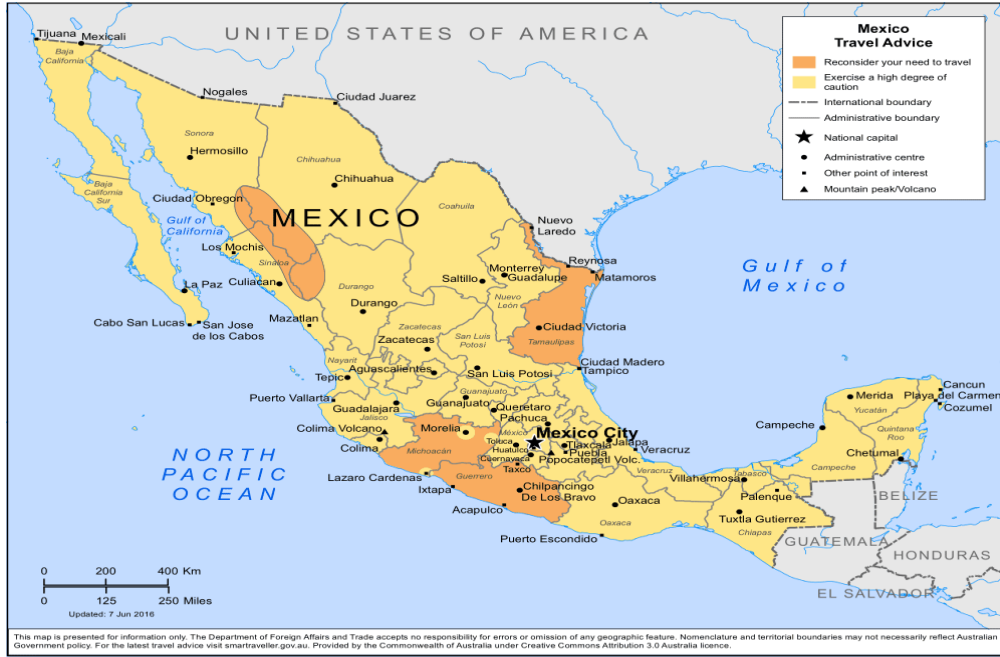 UNITED STATES OF AMERICA
Mexico
Travel Advice
Reconsider your need to travel
Exercise a high degree of
caution
International boundary
Administrative boundary
National capital
Administrative centre
Other point of interest
Mountain peak/Volcano
Tijuana
Mexicali
Baja
California
Nogales
Ciudad Juarez
Sonora
Hermosillo
Chihuahua
Chihuahua
Baja
California
Sur
Ciudad Obregon
MEXICO
Coahuila
Gulf of
California
Nuevo
Laredo
Los Mochis
Sinaloa
Reynosa
Gulf of
Mexico
Monterrey
Guadalupe
Matamoros
La Paz
Culiacan
Durango
Saltillo
Nuevo
León
Durango
Cabo San Lucas
San Jose
de los Cabos
Mazatlan
Zacatecas
Ciudad Victoria
Zacatecas
San Luis
Potosi
Tamaulipas
Nayarit
Ciudad Madero
Tampico
Tepic
Aguascalientes
San Luis Potosi
Cancun
Merida
Playa del Carmen
Cozumel
Puerto Vallarta
Guanajuato
Guanajuato
Queretaro
Yucatán
Guadalajara
Jalisco
Pachuca
Campeche
Quintana
Roo
Colima Volcano
Morelia
México
Mexico City
Toluca
Tlaxcala
Jalapa
Colima
Michoacán
Huatulco
Puebla
Veracruz
Cuernavaca
Popocatepetl Volc.
Chetumal
NORTH
PACIFIC
OCEAN
Taxco
Veracruz
Tabasco
Campeche
Lazaro Cardenas
Guerrero
Villahermosa
Ixtapa
Chilpancingo
De Los Bravo
Palenque
BELIZE
Acapulco
Oaxaca
Oaxaca
Tuxtla Gutierrez
Chiapas
Puerto Escondido
GUATEMALA
HONDURAS
EL SALVADOR
0 200 400 Km
0 125 250 Miles
Updated: 7 Jun 2016
This map is presented for information only. The Department of Foreign Affairs and Trade accepts no responsibility for errors or omission of any geographic feature. Nomenclature and territorial boundaries may not necessarily reflect Australian
Government policy. For the latest travel advice visit smartraveller.gov.au. Provided by the Commonwealth of Australia under Creative Commons Attribution 3.0 Australia licence.